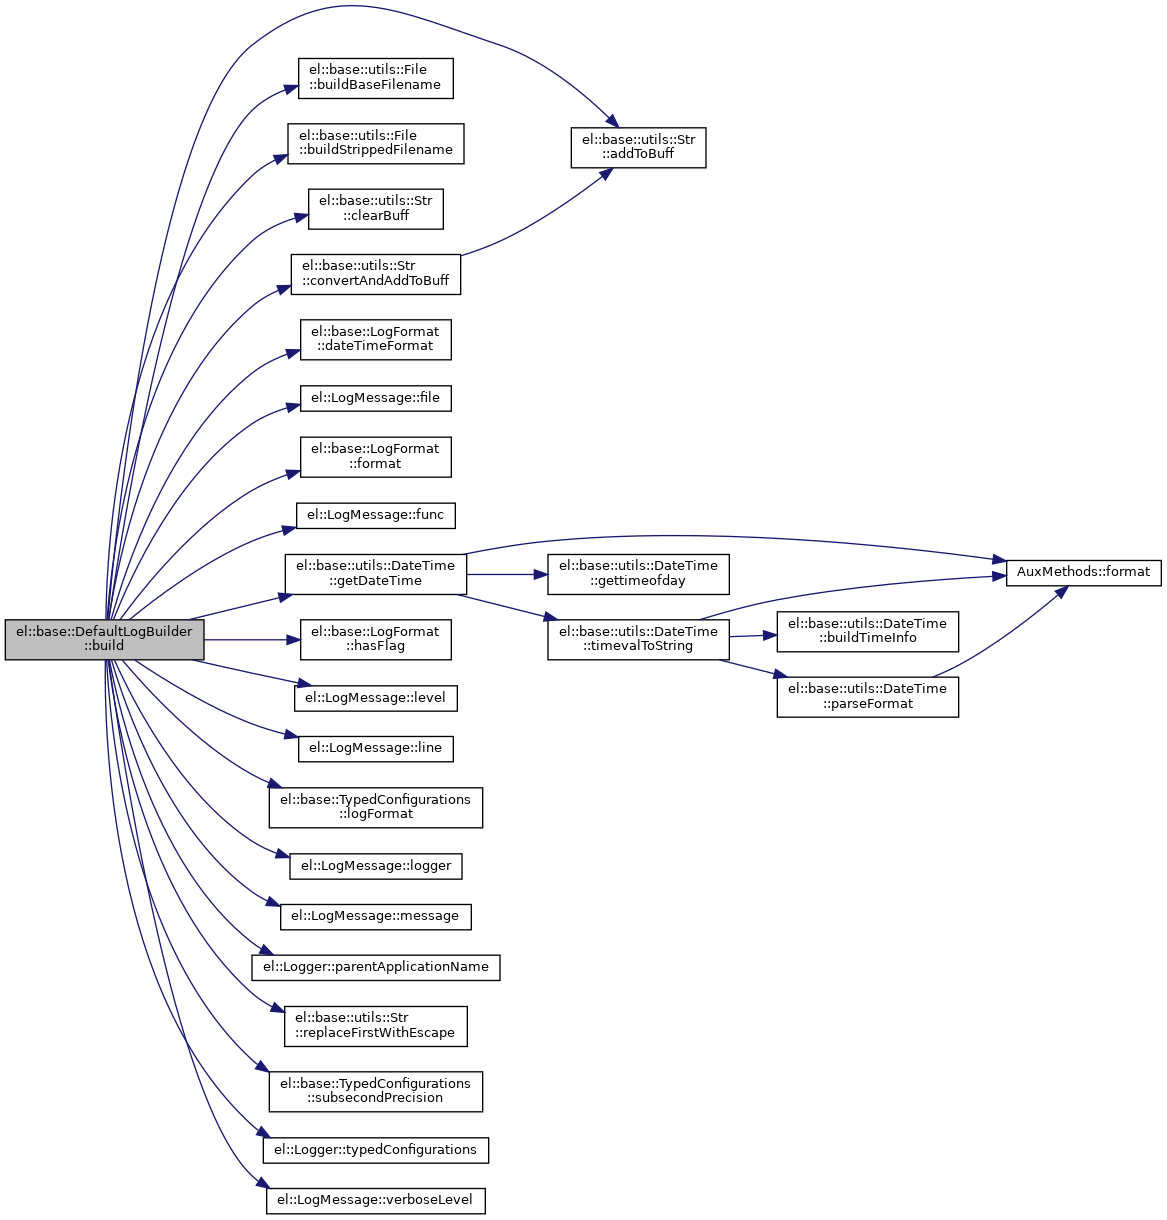 el::base::utils::File
::buildBaseFilename
el::base::utils::File
::buildStrippedFilename
el::base::utils::Str
::addToBuff
el::base::utils::Str
::clearBuff
el::base::utils::Str
::convertAndAddToBuff
el::base::LogFormat
::dateTimeFormat
el::LogMessage::file
el::base::LogFormat
::format
el::LogMessage::func
el::base::utils::DateTime
::getDateTime
el::base::utils::DateTime
::gettimeofday
AuxMethods::format
el::base::DefaultLogBuilder
::build
el::base::LogFormat
::hasFlag
el::base::utils::DateTime
::timevalToString
el::base::utils::DateTime
::buildTimeInfo
el::LogMessage::level
el::base::utils::DateTime
::parseFormat
el::LogMessage::line
el::base::TypedConfigurations
::logFormat
el::LogMessage::logger
el::LogMessage::message
el::Logger::parentApplicationName
el::base::utils::Str
::replaceFirstWithEscape
el::base::TypedConfigurations
::subsecondPrecision
el::Logger::typedConfigurations
el::LogMessage::verboseLevel